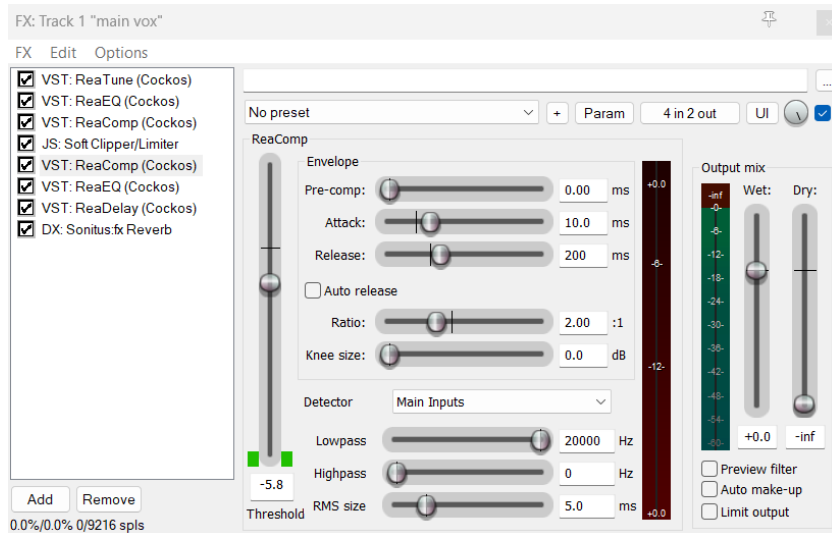 FX: Track 1 "main vox"
FX Edit Options
VST: ReaTune (Cockos)
VST: ReaEQ (Cockos)
VST: ReaComp (Cockos)
JS: Soft Clipper/Limiter
VST: ReaComp (Cockos)
VST: ReaEQ (Cockos)
VST: ReaDelay (Cockos)
DX: Sonitus:fx Reverb
Add Remove
0.0%/0.0% 0/9216 spls
...
No preset + Param 4 in 2 out UI
ReaComp
Envelope
Pre-comp: 0.00 ms
Attack: 10.0 ms
Release: 200 ms
Auto release
Ratio: 2.00 :1
Knee size: 0.0 dB
Detector Main Inputs
Lowpass 20000 Hz
Highpass 0 Hz
RMS size 5.0 ms
-5.8
Threshold
+0.0
-6-
-12-
+0.0
Output mix
Wet: Dry:
-inf
-0-
-6-
-12-
-18-
-24-
-30-
-36-
-42-
-48-
-54-
-60-
+0.0 -inf
Preview filter
Auto make-up
Limit output